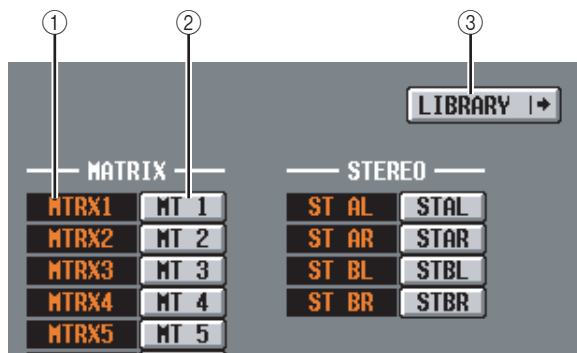 ① ② ③
LIBRARY
MATRIX STEREO
MTRX1 MT 1 ST AL STAL
MTRX2 MT 2 ST AR STAR
MTRX3 MT 3 ST BL STBL
MTRX4 MT 4 ST BR STBR
MTRX5 MT 5